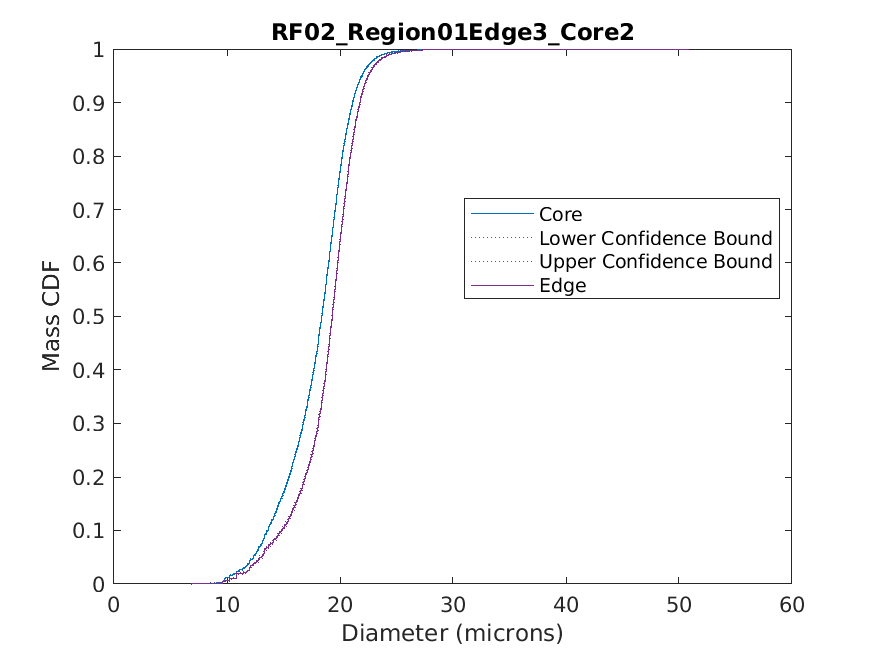 RF02_Region01Edge3_Core2
1
0.9
0.8
0.7
0.6
0.5
0.4
0.3
0.2
0.1
0
Mass CDF
Core
Lower Confidence Bound
Upper Confidence Bound
Edge
0 10 20 30 40 50 60
Diameter (microns)